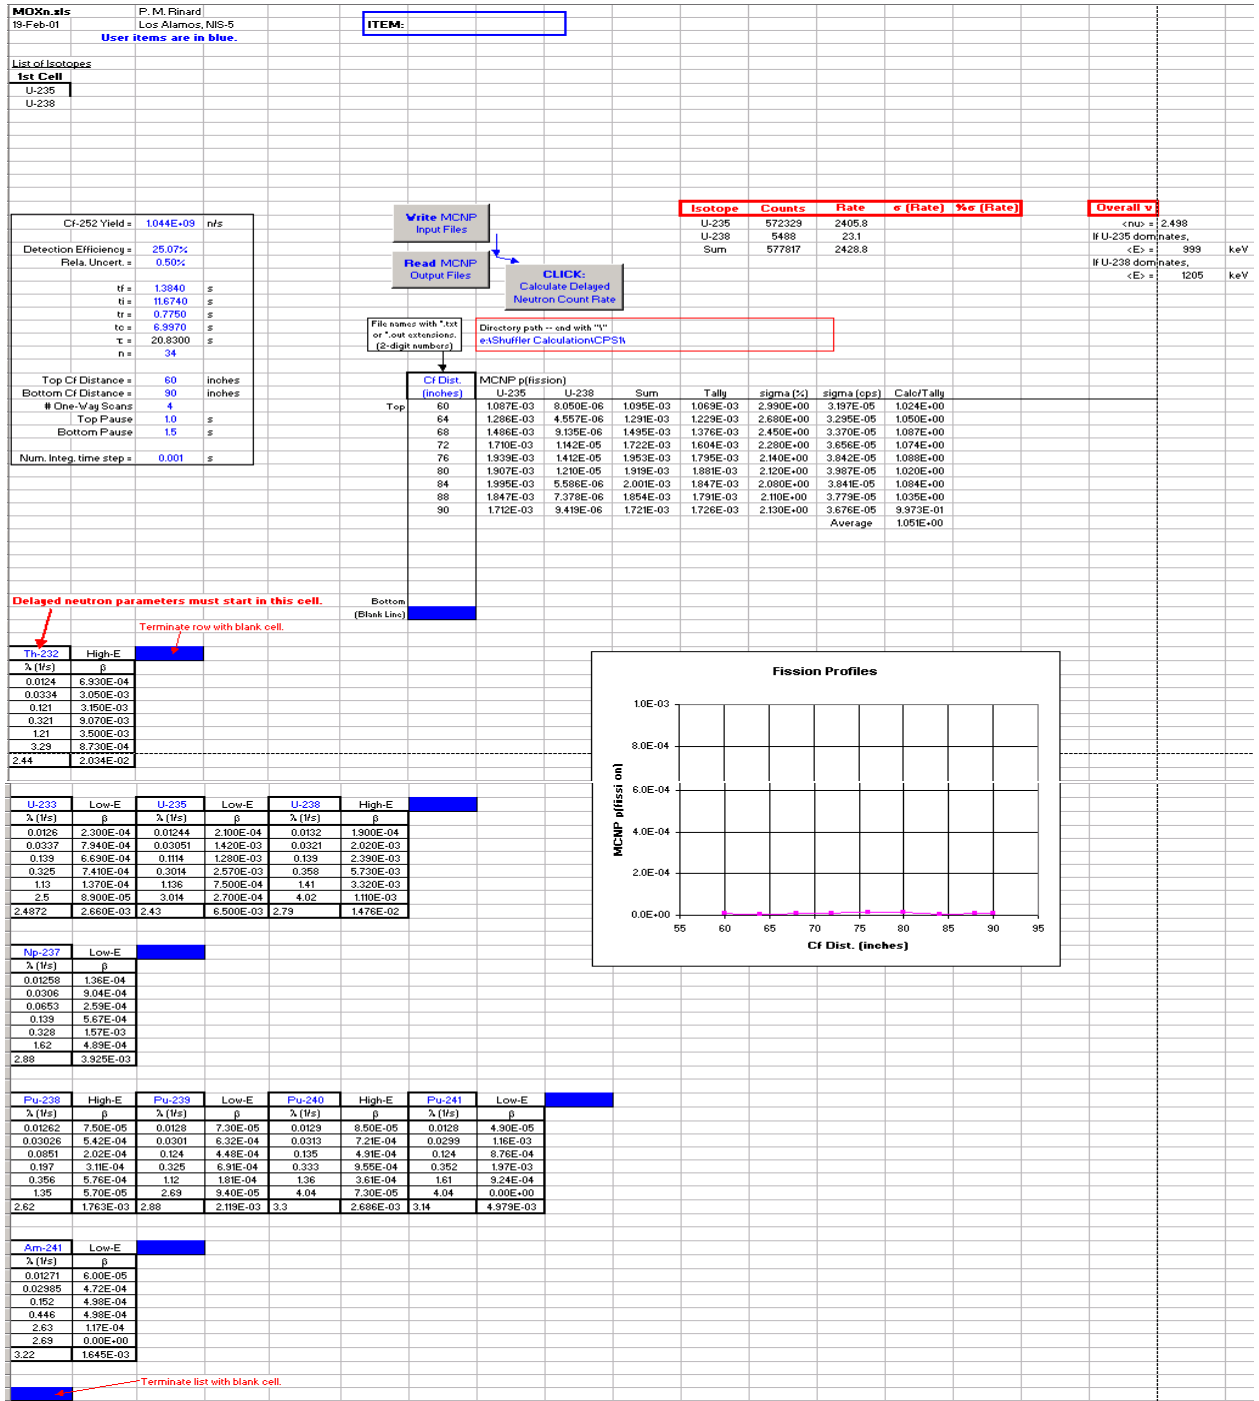 MOXn.xls P. M. Rinard
19-Feb-01 Los Alamos, NIS-5 ITEM:
User items are in blue.
List of Isotopes
1st Cell
U-235
U-238
Isotope Counts Rate σ (Rate) %σ (Rate) Overall ν
U-235 572329 2405.8 <nu> = 2.498
U-238 5488 23.1 If U-235 dominates,
Sum 577817 2428.8 <E> = 999 keV
If U-238 dominates,
<E> = 1205 keV
Cf-252 Yield = 1.044E+09 n/s
Detection Efficiency = 25.07%
Rela. Uncert. = 0.50%
tf = 1.3840 s
ti = 11.6740 s
tr = 0.7750 s
tc = 6.9970 s
τ = 20.8300 s
n = 34
Top Cf Distance = 60 inches
Bottom Cf Distance = 90 inches
# One-Way Scans 4
Top Pause 1.0 s
Bottom Pause 1.5 s
Num. Integ. time step = 0.001 s
Write MCNP
Input Files
Read MCNP
Output Files
CLICK:
Calculate Delayed
Neutron Count Rate
File names with *.txt
or *.out extensions.
(2-digit numbers)
Directory path -- end with "\"
e:\Shuffler Calculation\CPS1\
Cf Dist. MCNP p(fission)
(inches) U-235 U-238 Sum Tally sigma (%) sigma (cps) Calc/Tally
Top 60 1.087E-03 8.050E-06 1.095E-03 1.069E-03 2.990E+00 3.197E-05 1.024E+00
64 1.286E-03 4.557E-06 1.291E-03 1.229E-03 2.680E+00 3.295E-05 1.050E+00
68 1.486E-03 9.135E-06 1.495E-03 1.376E-03 2.450E+00 3.370E-05 1.087E+00
72 1.710E-03 1.142E-05 1.722E-03 1.604E-03 2.280E+00 3.656E-05 1.074E+00
76 1.939E-03 1.412E-05 1.953E-03 1.795E-03 2.140E+00 3.842E-05 1.088E+00
80 1.907E-03 1.210E-05 1.919E-03 1.881E-03 2.120E+00 3.987E-05 1.020E+00
84 1.995E-03 5.586E-06 2.001E-03 1.847E-03 2.080E+00 3.841E-05 1.084E+00
88 1.847E-03 7.378E-06 1.854E-03 1.791E-03 2.110E+00 3.779E-05 1.035E+00
90 1.712E-03 9.419E-06 1.721E-03 1.726E-03 2.130E+00 3.676E-05 9.973E-01
Average 1.051E+00
Delayed neutron parameters must start in this cell. Bottom
(Blank Line)
Terminate row with blank cell.
Th-232 High-E
λ (1/s) β
0.0124 6.930E-04
0.0334 3.050E-03
0.121 3.150E-03
0.321 9.070E-03
1.21 3.500E-03
3.29 8.730E-04
2.44 2.034E-02
Fission Profiles
MCNP p(fission)
1.0E-03
8.0E-04
6.0E-04
4.0E-04
2.0E-04
0.0E+00
55 60 65 70 75 80 85 90 95
Cf Dist. (inches)
U-233 Low-E U-235 Low-E U-238 High-E
λ (1/s) β λ (1/s) β λ (1/s) β
0.0126 2.300E-04 0.01244 2.100E-04 0.0132 1.900E-04
0.0337 7.940E-04 0.03051 1.420E-03 0.0321 2.020E-03
0.139 6.690E-04 0.1114 1.280E-03 0.139 2.390E-03
0.325 7.410E-04 0.3014 2.570E-03 0.358 5.730E-03
1.13 1.370E-04 1.136 7.500E-04 1.41 3.320E-03
2.5 8.900E-05 3.014 2.700E-04 4.02 1.110E-03
2.4872 2.660E-03 2.43 6.500E-03 2.79 1.476E-02
Np-237 Low-E
λ (1/s) β
0.01258 1.36E-04
0.0306 9.04E-04
0.0653 2.59E-04
0.139 5.67E-04
0.328 1.57E-03
1.62 4.89E-04
2.88 3.925E-03
Pu-238 High-E Pu-239 Low-E Pu-240 High-E Pu-241 Low-E
λ (1/s) β λ (1/s) β λ (1/s) β λ (1/s) β
0.01262 7.50E-05 0.0128 7.30E-05 0.0129 8.50E-05 0.0128 4.90E-05
0.03026 5.42E-04 0.0301 6.32E-04 0.0313 7.21E-04 0.0299 1.16E-03
0.0851 2.02E-04 0.124 4.48E-04 0.135 4.91E-04 0.124 8.76E-04
0.197 3.11E-04 0.325 6.91E-04 0.333 9.55E-04 0.352 1.97E-03
0.356 5.76E-04 1.12 1.81E-04 1.36 3.61E-04 1.61 9.24E-04
1.35 5.70E-05 2.69 9.40E-05 4.04 7.30E-05 4.04 0.00E+00
2.62 1.763E-03 2.88 2.119E-03 3.3 2.686E-03 3.14 4.979E-03
Am-241 Low-E
λ (1/s) β
0.01271 6.00E-05
0.02985 4.72E-04
0.152 4.98E-04
0.446 4.98E-04
2.63 1.17E-04
2.69 0.00E+00
3.22 1.645E-03
Terminate list with blank cell.